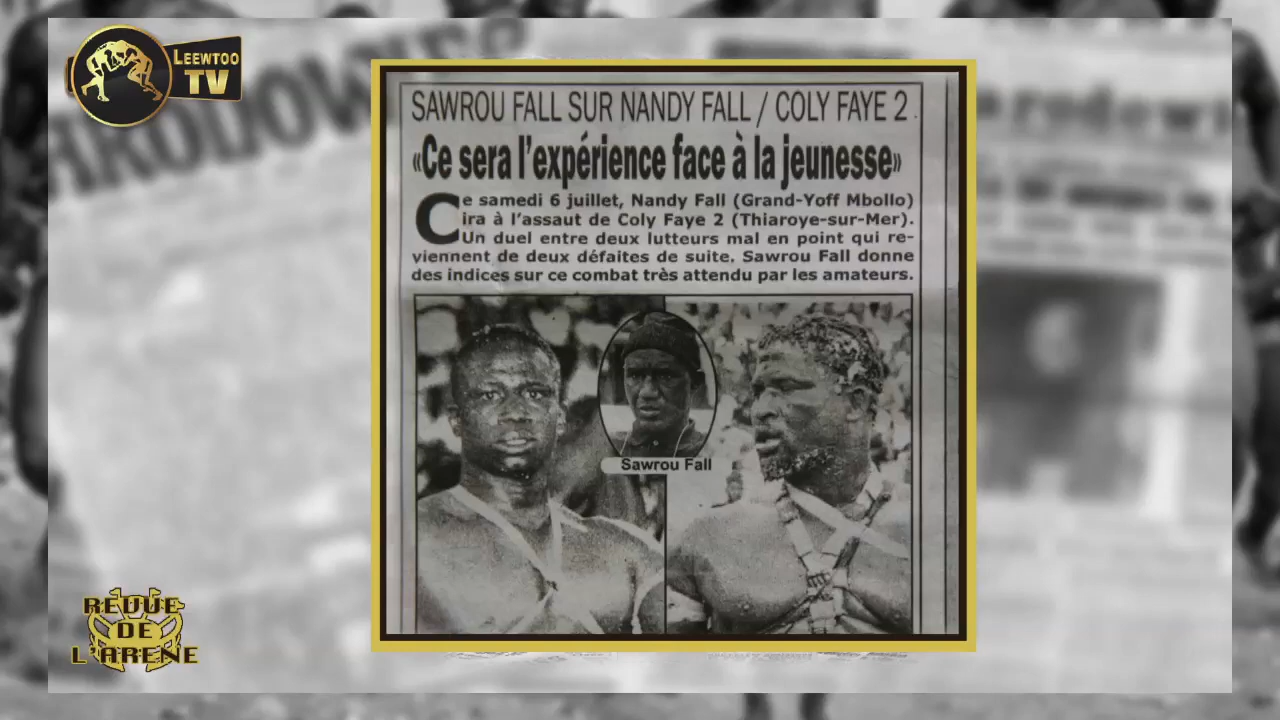 LEEWTOO
TV
SAWROU FALL SUR NANDY FALL / COLY FAYE 2
«Ce sera l'expérience face à la jeunesse»
Ce samedi 6 juillet, Nandy Fall (Grand-Yoff Mbollo)
ira à l'assaut de Coly Faye 2 (Thiaroye-sur-Mer).
Un duel entre deux lutteurs mal en point qui re-
viennent de deux défaites de suite. Sawrou Fall donne
des indices sur ce combat très attendu par les amateurs.
Sawrou Fall
REVUE
DE
L'ARENE